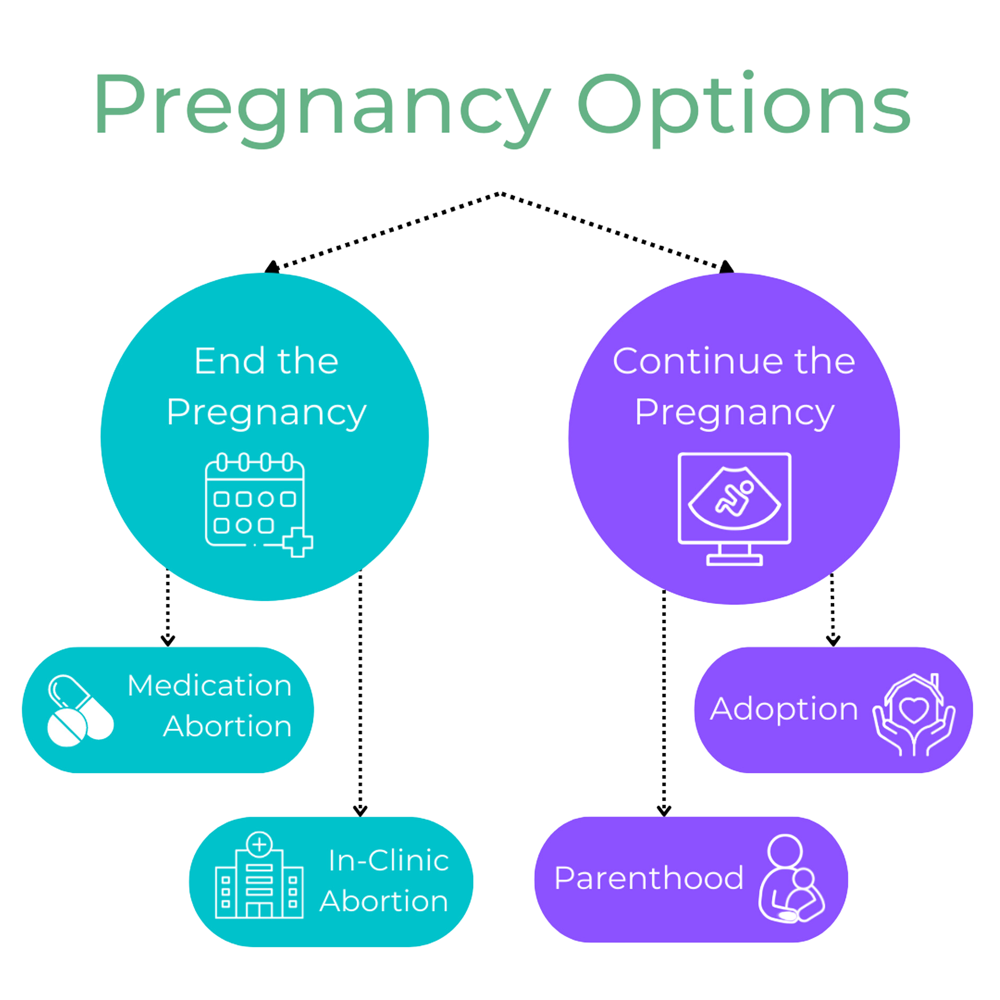 Pregnancy Options
End the
Pregnancy
Continue the
Pregnancy
Medication
Abortion
Adoption
In-Clinic
Abortion
Parenthood